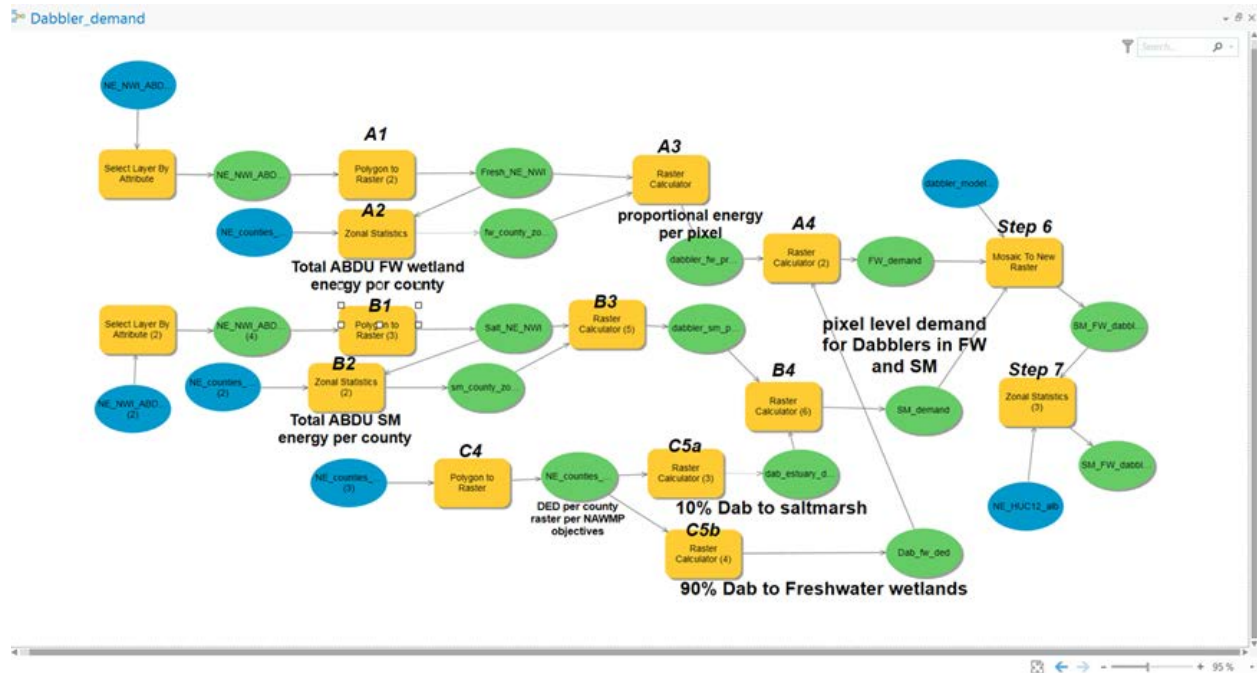 Dabbler_demand
Search...
NE_NWI_ABD...
Select Layer By
Attribute
NE_NWI_ABD...
A1
Polygon to
Raster (2)
Fresh_NE_NWI
A3
Raster
Calculator
proportional energy
per pixel
NE_counties_...
A2
Zonal Statistics
fw_county_zo...
Total ABDU FW wetland
energy per county
dabbler_fw_pr...
A4
Raster
Calculator (2)
FW_demand
dabbler_model...
Step 6
Mosaic To New
Raster
SM_FW_dabbl...
Select Layer By
Attribute (2)
NE_NWI_ABD...
(4)
B1
Polygon to
Raster (3)
Salt_NE_NWI
B3
Raster
Calculator (5)
dabbler_sm_p...
pixel level demand
for Dabblers in FW
and SM
NE_NWI_ABD...
(2)
NE_counties_...
(2)
B2
Zonal Statistics
(2)
sm_county_zo...
Total ABDU SM
energy per county
B4
Raster
Calculator (6)
SM_demand
Step 7
Zonal Statistics
(3)
SM_FW_dabbl...
NE_HUC12_alb
NE_counties_...
(3)
C4
Polygon to
Raster
NE_counties_...
DED per county
raster per NAWMP
objectives
C5a
Raster
Calculator (3)
dab_estuary_d...
10% Dab to saltmarsh
C5b
Raster
Calculator (4)
Dab_fw_ded
90% Dab to Freshwater wetlands
95 %